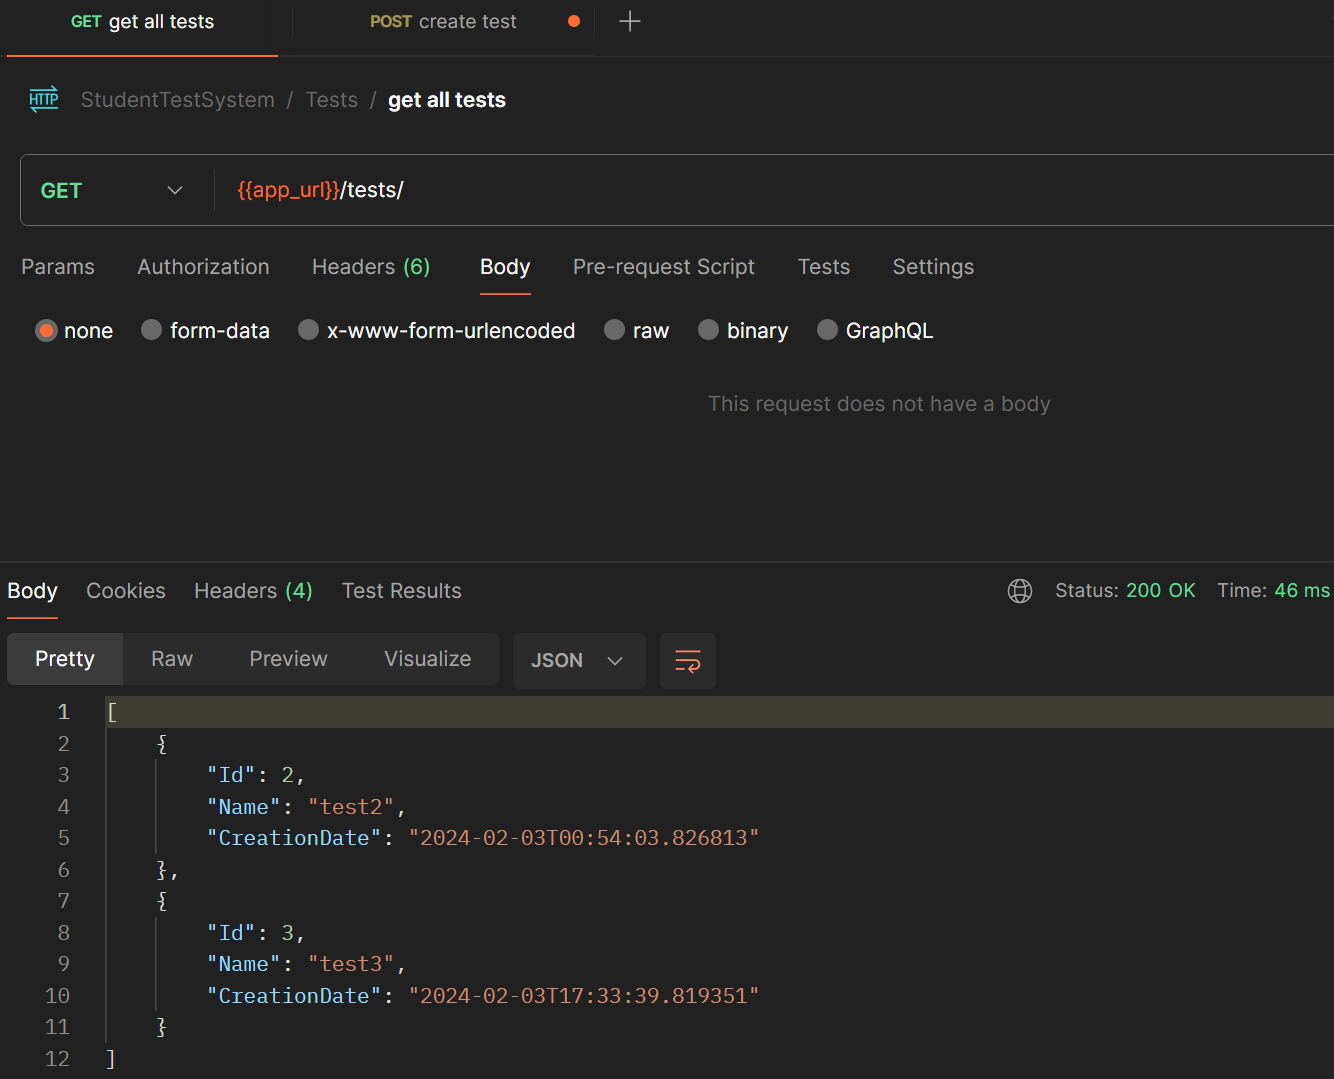 GET get all tests POST create test
HTTP StudentTestSystem / Tests / get all tests
GET {{app_url}}/tests/
Params Authorization Headers (6) Body Pre-request Script Tests Settings
none form-data x-www-form-urlencoded raw binary GraphQL
This request does not have a body
Body Cookies Headers (4) Test Results Status: 200 OK Time: 46 ms
Pretty Raw Preview Visualize JSON
1 [
2 {
3 "Id": 2,
4 "Name": "test2",
5 "CreationDate": "2024-02-03T00:54:03.826813"
6 },
7 {
8 "Id": 3,
9 "Name": "test3",
10 "CreationDate": "2024-02-03T17:33:39.819351"
11 }
12 ]